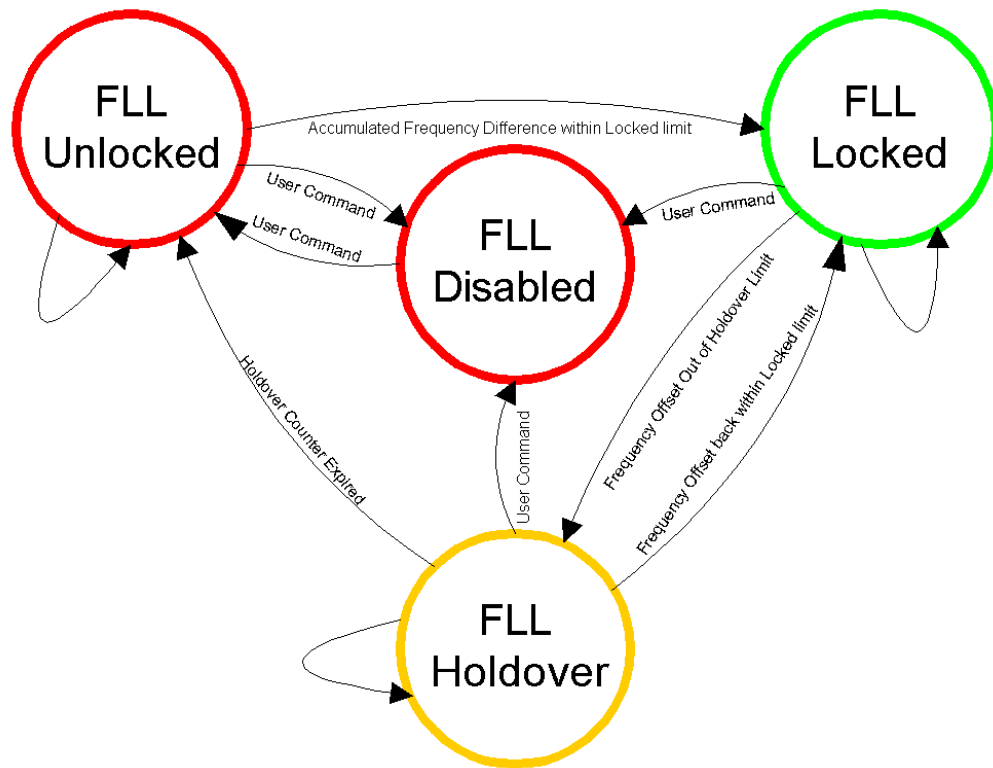 FLL
Unlocked
FLL
Locked
Accumulated Frequency Difference within Locked limit
User Command
User Command
User Command
FLL
Disabled
Frequency Offset Out of Holdover Limit
Frequency Offset back within Locked limit
Holdover Counter Expired
User Command
FLL
Holdover